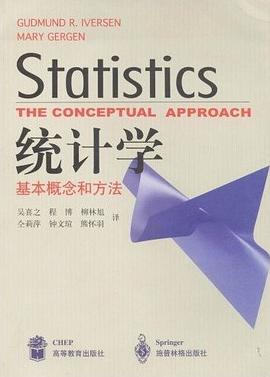 GUDMUND R. IVERSEN
MARY GERGEN
Statistics
THE CONCEPTUAL APPROACH
统计学
基本概念和方法
吴喜之 程 博 柳林旭
仝莉萍 钟文瑄 熊怀羽 译
CHEP
高等教育出版社
Springer
施普林格出版社